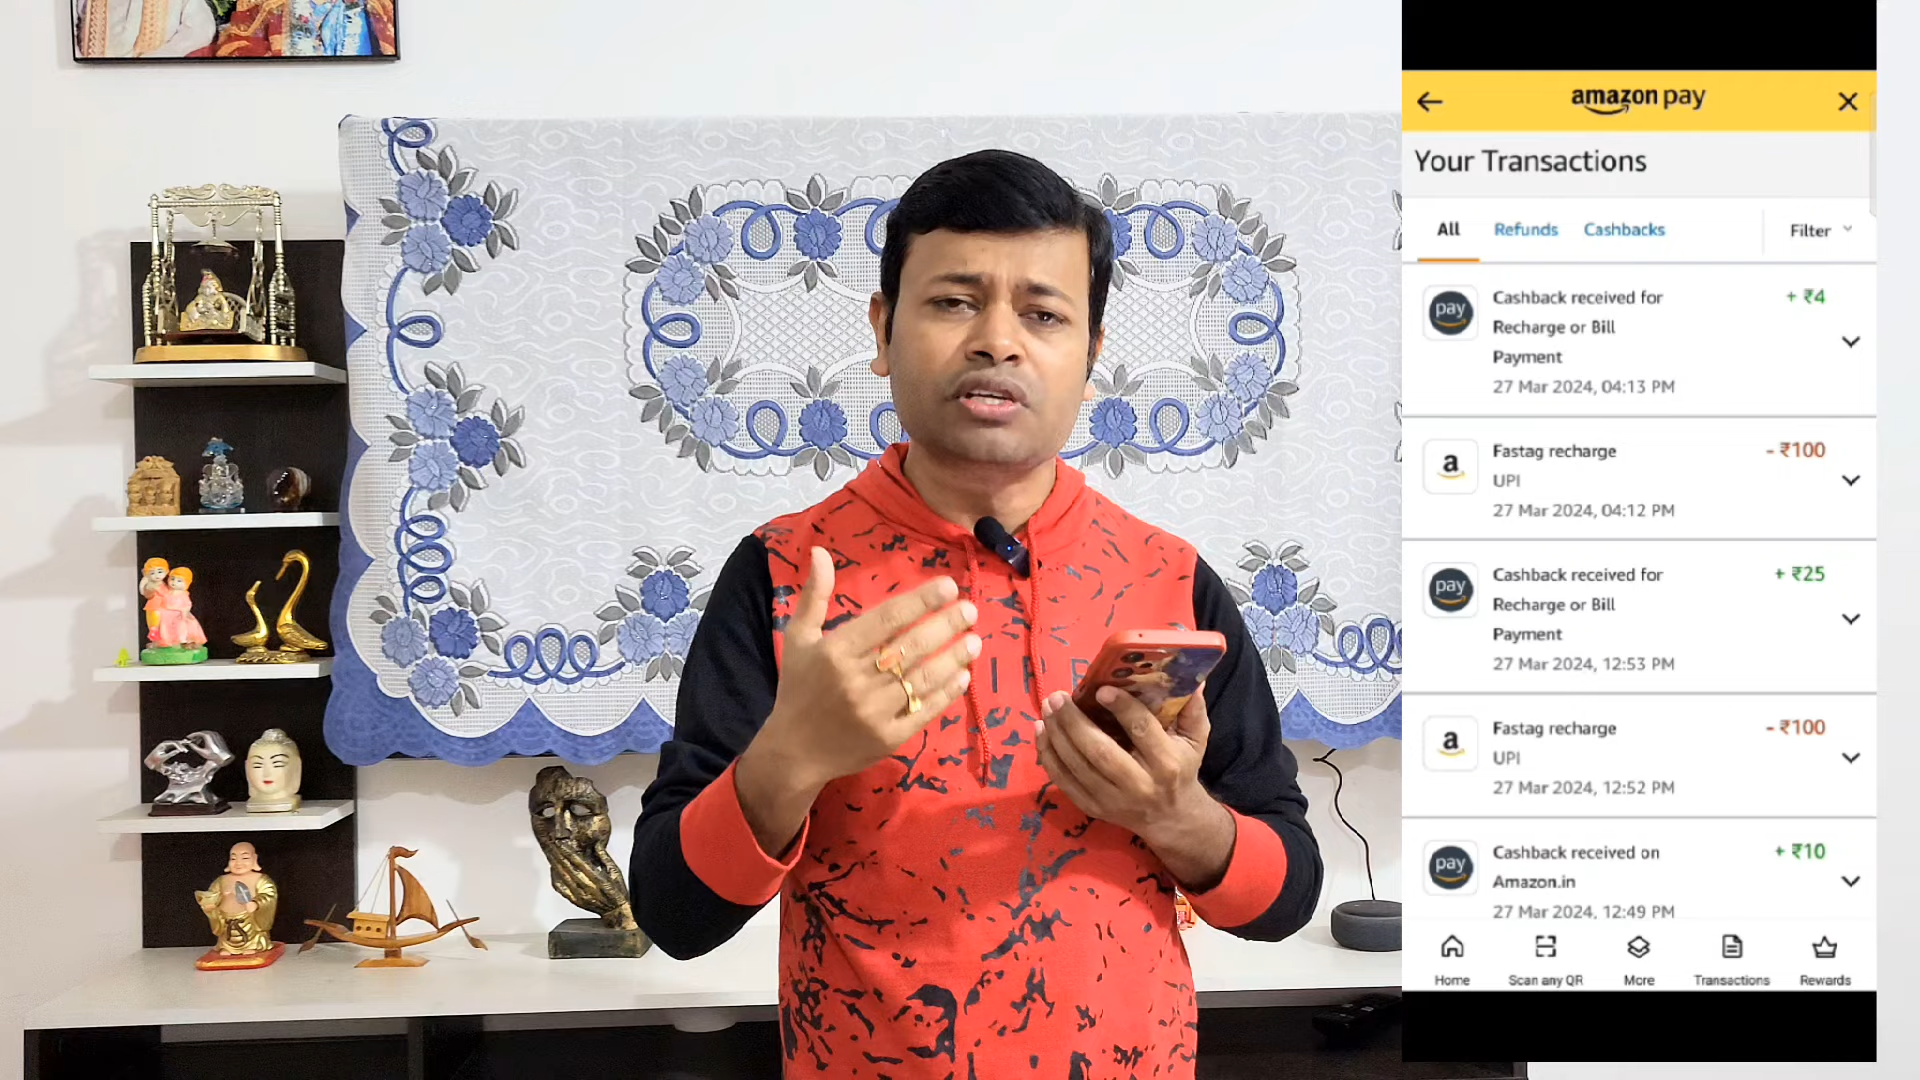 amazon pay
Your Transactions
All Refunds Cashbacks Filter
pay
Cashback received for + ₹4
Recharge or Bill
Payment
27 Mar 2024, 04:13 PM
a
Fastag recharge - ₹100
UPI
27 Mar 2024, 04:12 PM
pay
Cashback received for + ₹25
Recharge or Bill
Payment
27 Mar 2024, 12:53 PM
a
Fastag recharge - ₹100
UPI
27 Mar 2024, 12:52 PM
pay
Cashback received on + ₹10
Amazon.in
27 Mar 2024, 12:49 PM
Home Scan any QR More Transactions Rewards